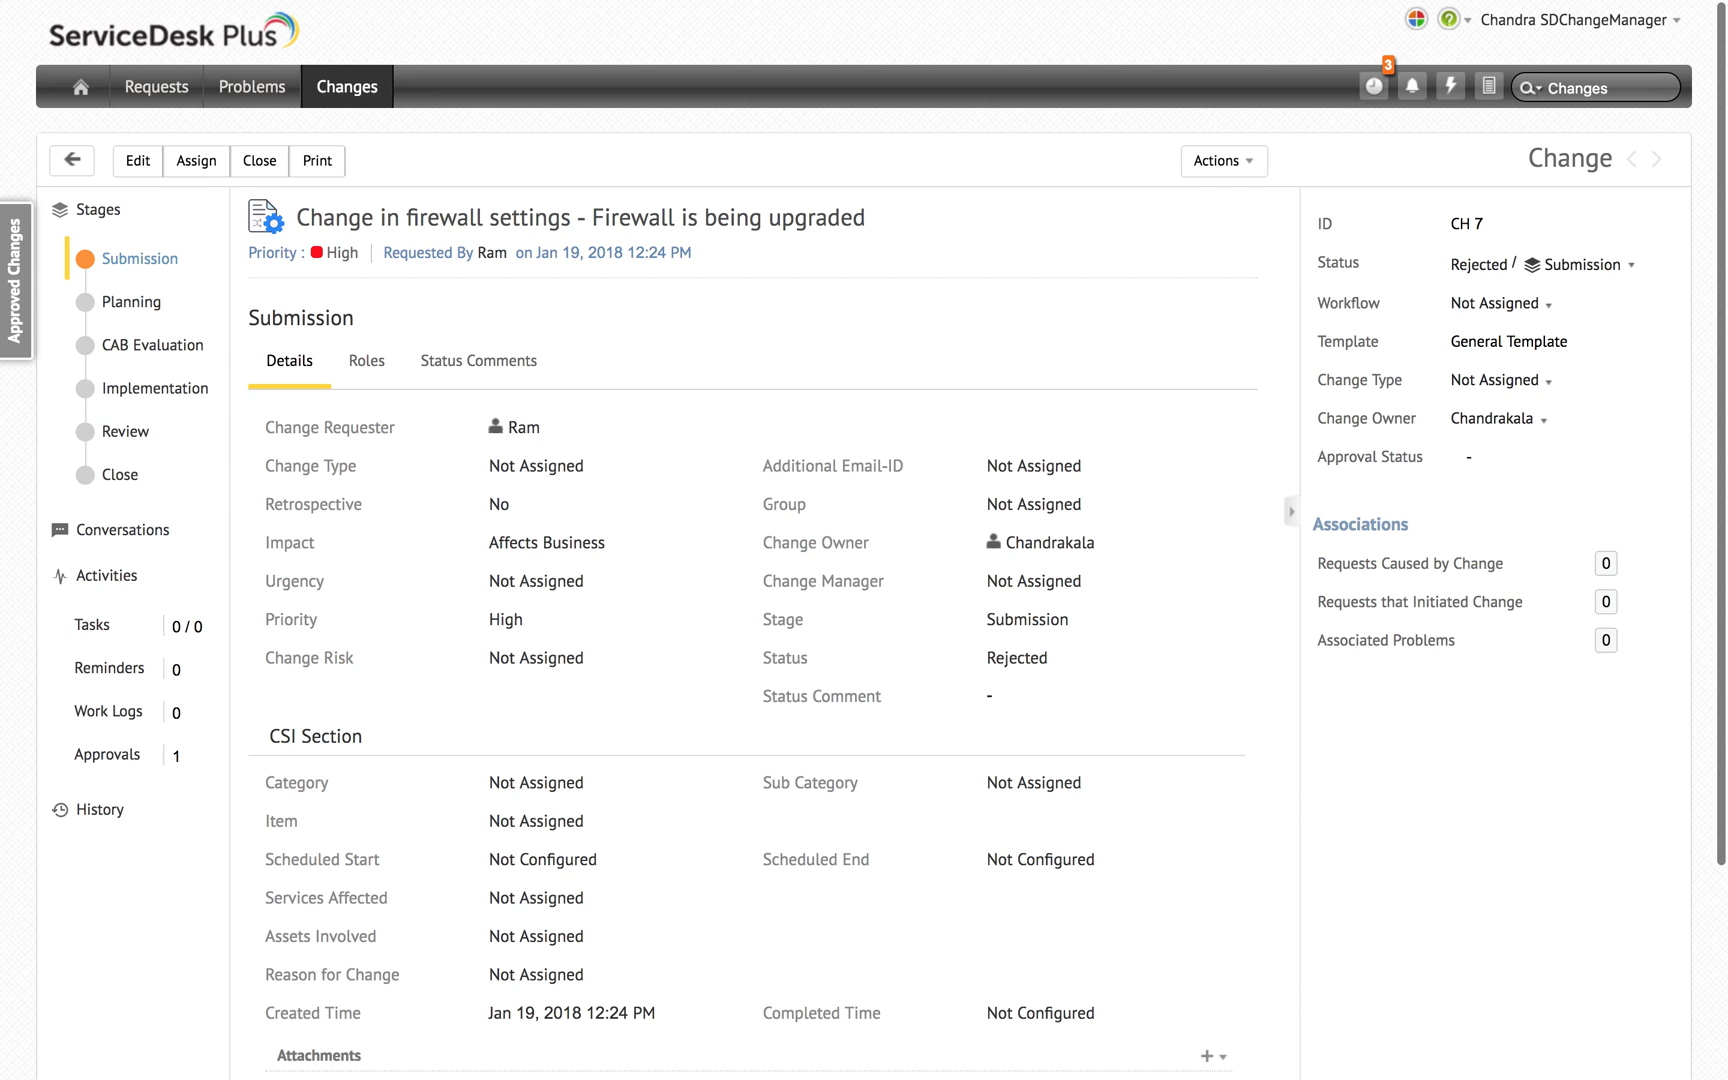 ServiceDesk Plus
Chandra SDChangeManager
Requests Problems Changes
3
Changes
Edit Assign Close Print
Actions
Change
Approved Changes
Stages
Submission
Planning
CAB Evaluation
Implementation
Review
Close
Conversations
Activities
Tasks 0 / 0
Reminders 0
Work Logs 0
Approvals 1
History
Change in firewall settings - Firewall is being upgraded
Priority : High Requested By Ram on Jan 19, 2018 12:24 PM
Submission
Details Roles Status Comments
Change Requester Ram
Change Type Not Assigned Additional Email-ID Not Assigned
Retrospective No Group Not Assigned
Impact Affects Business Change Owner Chandrakala
Urgency Not Assigned Change Manager Not Assigned
Priority High Stage Submission
Change Risk Not Assigned Status Rejected
Status Comment -
CSI Section
Category Not Assigned Sub Category Not Assigned
Item Not Assigned
Scheduled Start Not Configured Scheduled End Not Configured
Services Affected Not Assigned
Assets Involved Not Assigned
Reason for Change Not Assigned
Created Time Jan 19, 2018 12:24 PM Completed Time Not Configured
Attachments
ID CH 7
Status Rejected / Submission
Workflow Not Assigned
Template General Template
Change Type Not Assigned
Change Owner Chandrakala
Approval Status -
Associations
Requests Caused by Change 0
Requests that Initiated Change 0
Associated Problems 0